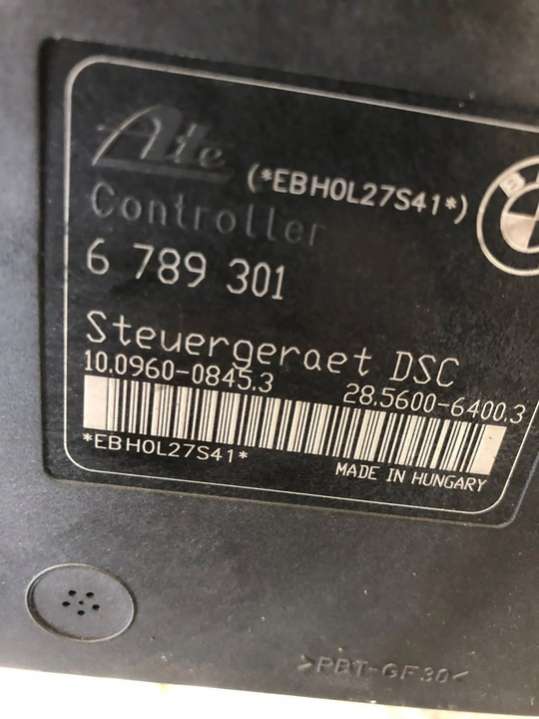 Ate (*EBH0L27S41*)
Controller
6 789 301
Steuergeraet DSC
10.0960-0845.3 28.5600-6400.3
*EBH0L27S41*
MADE IN HUNGARY
>PBT-GF30<